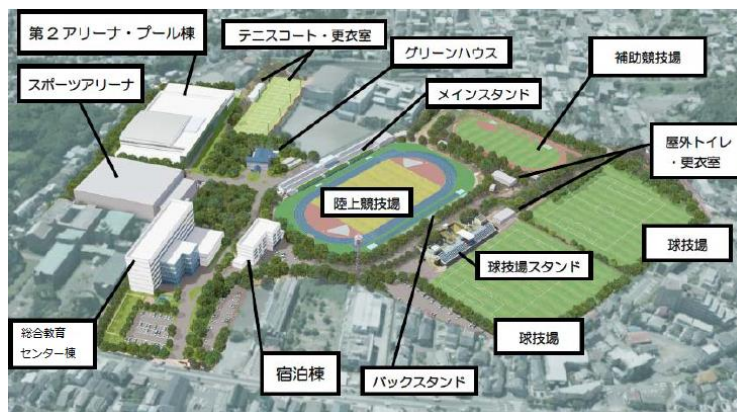 第２アリーナ・プール棟
テニスコート・更衣室
グリーンハウス
補助競技場
スポーツアリーナ
メインスタンド
屋外トイレ
・更衣室
陸上競技場
球技場
球技場スタンド
総合教育
センター棟
球技場
宿泊棟
バックスタンド